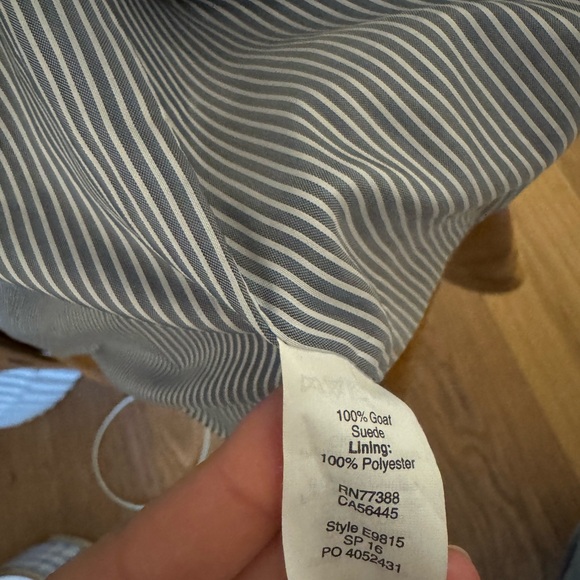 100% Goat
Suede
Lining:
100% Polyester
RN77388
CA56445
Style E9815
SP 16
PO 4052431